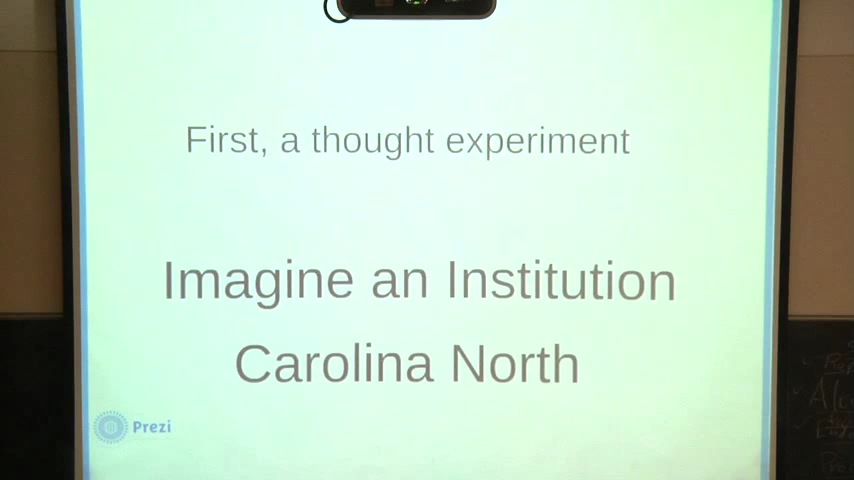 First, a thought experiment
Imagine an Institution
Carolina North
Prezi